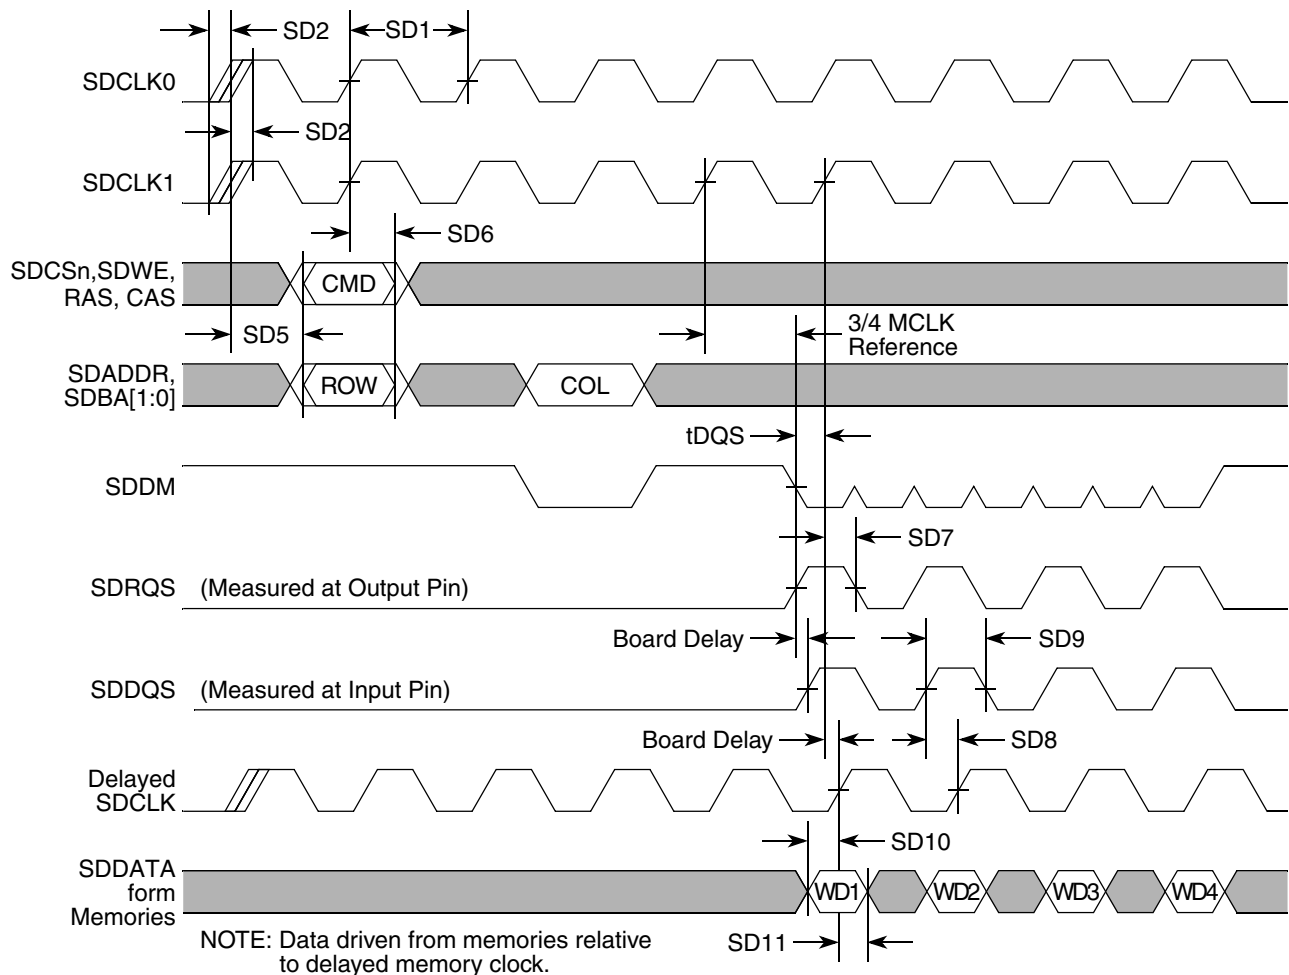 SD2
SD1
SDCLK0
SD2
SDCLK1
SD6
SDCSn,SDWE,
RAS, CAS
CMD
SD5
3/4 MCLK
Reference
SDADDR,
SDBA[1:0]
ROW
COL
tDQS
SDDM
SD7
SDRQS
(Measured at Output Pin)
Board Delay
SD9
SDDQS
(Measured at Input Pin)
Board Delay
SD8
Delayed
SDCLK
SD10
SDDATA
form
Memories
WD1
WD2
WD3
WD4
NOTE: Data driven from memories relative
to delayed memory clock.
SD11